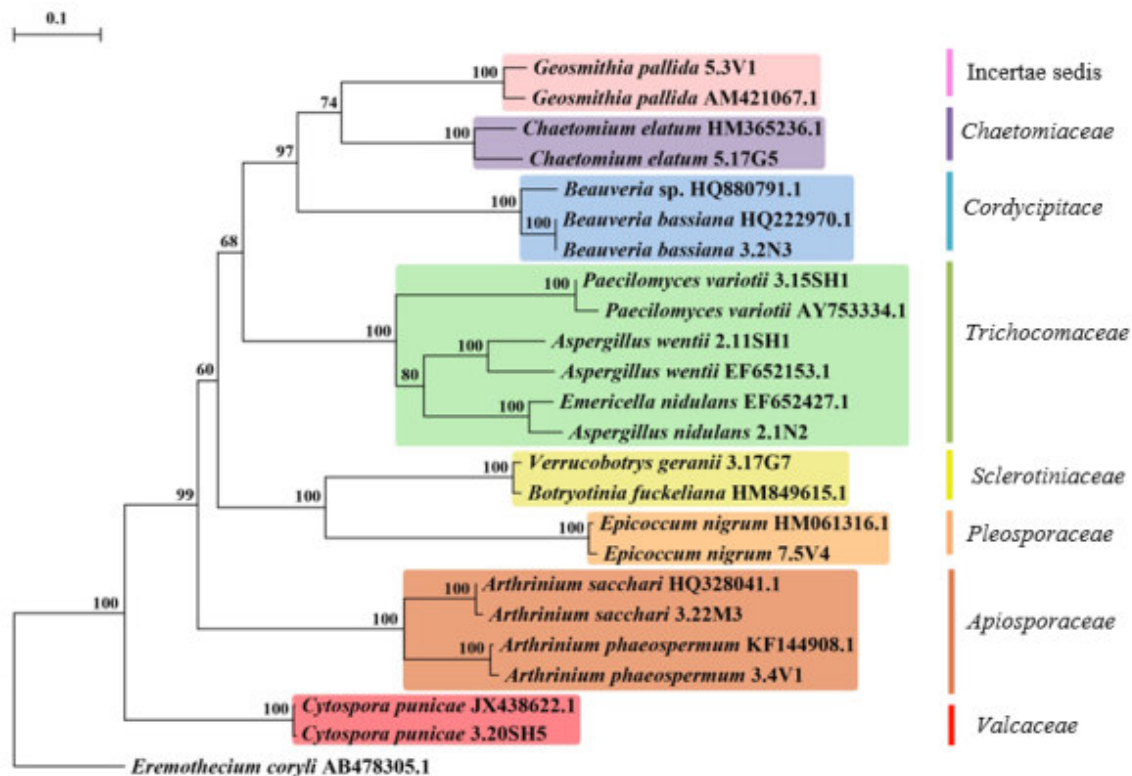 0.1
100
Geosmithia pallida 5.3V1
Geosmithia pallida AM421067.1
Incertae sedis
74
100
Chaetomium elatum HM365236.1
Chaetomium elatum 5.17G5
Chaetomiaceae
97
100
Beauveria sp. HQ880791.1
100
Beauveria bassiana HQ222970.1
Beauveria bassiana 3.2N3
Cordycipitace
68
100
Paecilomyces variotii 3.15SH1
Paecilomyces variotii AY753334.1
100
Aspergillus wentii 2.11SH1
Aspergillus wentii EF652153.1
Trichocomaceae
100
80
60
100
Emericella nidulans EF652427.1
Aspergillus nidulans 2.1N2
100
Verrucobotrys geranii 3.17G7
Botryotinia fuckeliana HM849615.1
Sclerotiniaceae
99
100
100
Epicoccum nigrum HM061316.1
Epicoccum nigrum 7.5V4
Pleosporaceae
100
Arthrinium sacchari HQ328041.1
Arthrinium sacchari 3.22M3
100
100
100
Arthrinium phaeospermum KF144908.1
Arthrinium phaeospermum 3.4V1
Apiosporaceae
100
Cytospora punicae JX438622.1
Cytospora punicae 3.20SH5
Valcaceae
Eremothecium coryli AB478305.1